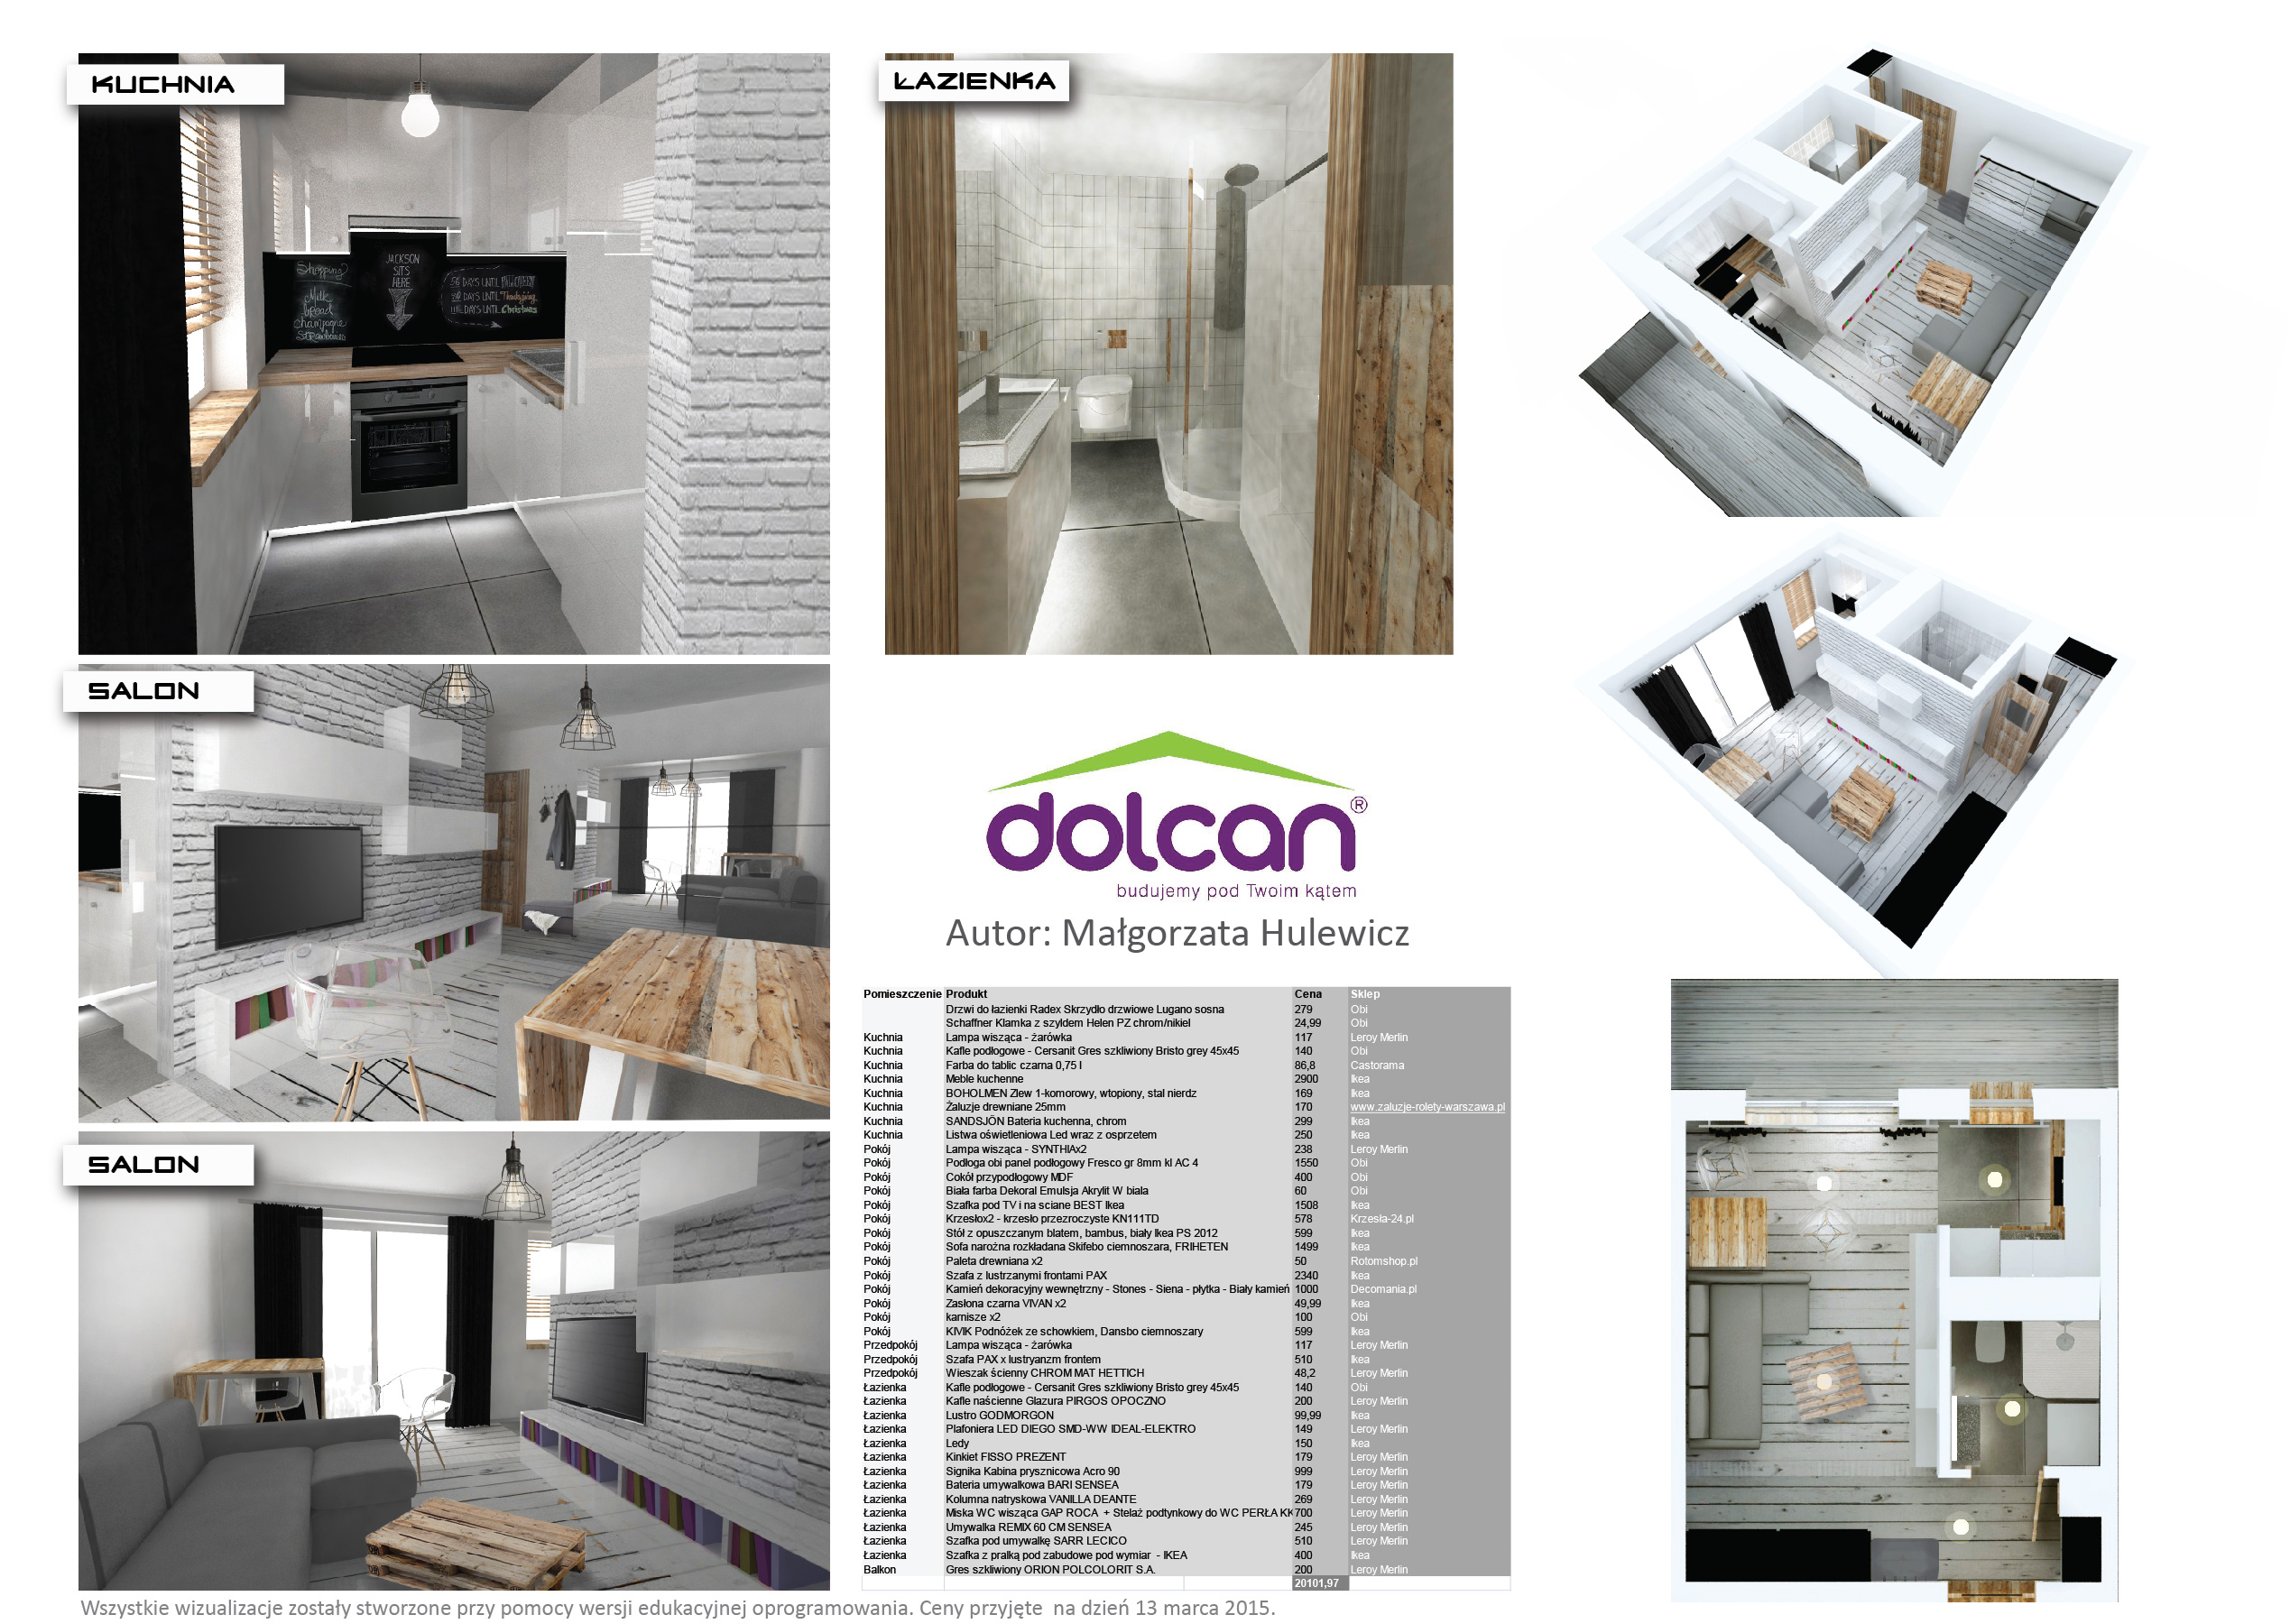 KUCHNIA
Shopping
Milk
bread
champagne
JACKSON
SITS
HERE
DAYS UNTIL
DAYS UNTIL Thanksgiving
DAYS UNTIL Christmas
ŁAZIENKA
SALON
SALON
dolcan®
budujemy pod Twoim kątem
Autor: Małgorzata Hulewicz
Pomieszczenie Produkt Cena Sklep
Drzwi do łazienki Radex Skrzydło drzwiowe Lugano sosna 279 Obi
Schaffner Klamka z szyldem Helen PZ chrom/nikiel 24,99 Obi
Kuchnia Lampa wisząca - żarówka 117 Leroy Merlin
Kuchnia Kafle podłogowe - Cersanit Gres szkliwiony Bristo grey 45x45 140 Obi
Kuchnia Farba do tablic czarna 0,75 l 86,8 Castorama
Kuchnia Meble kuchenne 2900 Ikea
Kuchnia BOHOLMEN Zlew 1-komorowy, wtopiony, stal nierdz 169 Ikea
Kuchnia Żaluzje drewniane 25mm 170 www.zaluzje-rolety-warszawa.pl
Kuchnia SANDSJÖN Bateria kuchenna, chrom 299 Ikea
Kuchnia Listwa oświetleniowa Led wraz z osprzetem 250 Ikea
Pokój Lampa wisząca - SYNTHIAx2 238 Leroy Merlin
Pokój Podłoga obi panel podłogowy Fresco gr 8mm kl AC 4 1550 Obi
Pokój Cokół przypodłogowy MDF 400 Obi
Pokój Biała farba Dekoral Emulsja Akrylit W biala 60 Obi
Pokój Szafka pod TV i na sciane BEST Ikea 1508 Ikea
Pokój Krzesłox2 - krzesło przezroczyste KN111TD 578 Krzesła-24.pl
Pokój Stół z opuszczanym blatem, bambus, biały Ikea PS 2012 599 Ikea
Pokój Sofa narożna rozkładana Skifebo ciemnoszara, FRIHETEN 1499 Ikea
Pokój Paleta drewniana x2 50 Rotomshop.pl
Pokój Szafa z lustrzanymi frontami PAX 2340 Ikea
Pokój Kamień dekoracyjny wewnętrzny - Stones - Siena - płytka - Biały kamień 1000 Decomania.pl
Pokój Zasłona czarna VIVAN x2 49,99 Ikea
Pokój karnisze x2 100 Obi
Pokój KIVIK Podnóżek ze schowkiem, Dansbo ciemnoszary 599 Ikea
Przedpokój Lampa wisząca - żarówka 117 Leroy Merlin
Przedpokój Szafa PAX x lustryanzm frontem 510 Ikea
Przedpokój Wieszak ścienny CHROM MAT HETTICH 48,2 Leroy Merlin
Łazienka Kafle podłogowe - Cersanit Gres szkliwiony Bristo grey 45x45 140 Obi
Łazienka Kafle naścienne Glazura PIRGOS OPOCZNO 200 Leroy Merlin
Łazienka Lustro GODMORGON 99,99 Ikea
Łazienka Plafoniera LED DIEGO SMD-WW IDEAL-ELEKTRO 149 Leroy Merlin
Łazienka Ledy 150 Ikea
Łazienka Kinkiet FISSO PREZENT 179 Leroy Merlin
Łazienka Signika Kabina prysznicowa Acro 90 999 Leroy Merlin
Łazienka Bateria umywalkowa BARI SENSEA 179 Leroy Merlin
Łazienka Kolumna natryskowa VANILLA DEANTE 269 Leroy Merlin
Łazienka Miska WC wisząca GAP ROCA + Stelaż podtynkowy do WC PERŁA KK 700 Leroy Merlin
Łazienka Umywalka REMIX 60 CM SENSEA 245 Leroy Merlin
Łazienka Szafka pod umywalkę SARR LECICO 510 Leroy Merlin
Łazienka Szafka z pralką pod zabudowe pod wymiar - IKEA 400 Ikea
Balkon Gres szkliwiony ORION POLCOLORIT S.A. 200 Leroy Merlin
20101,97
Wszystkie wizualizacje zostały stworzone przy pomocy wersji edukacyjnej oprogramowania. Ceny przyjęte na dzień 13 marca 2015.